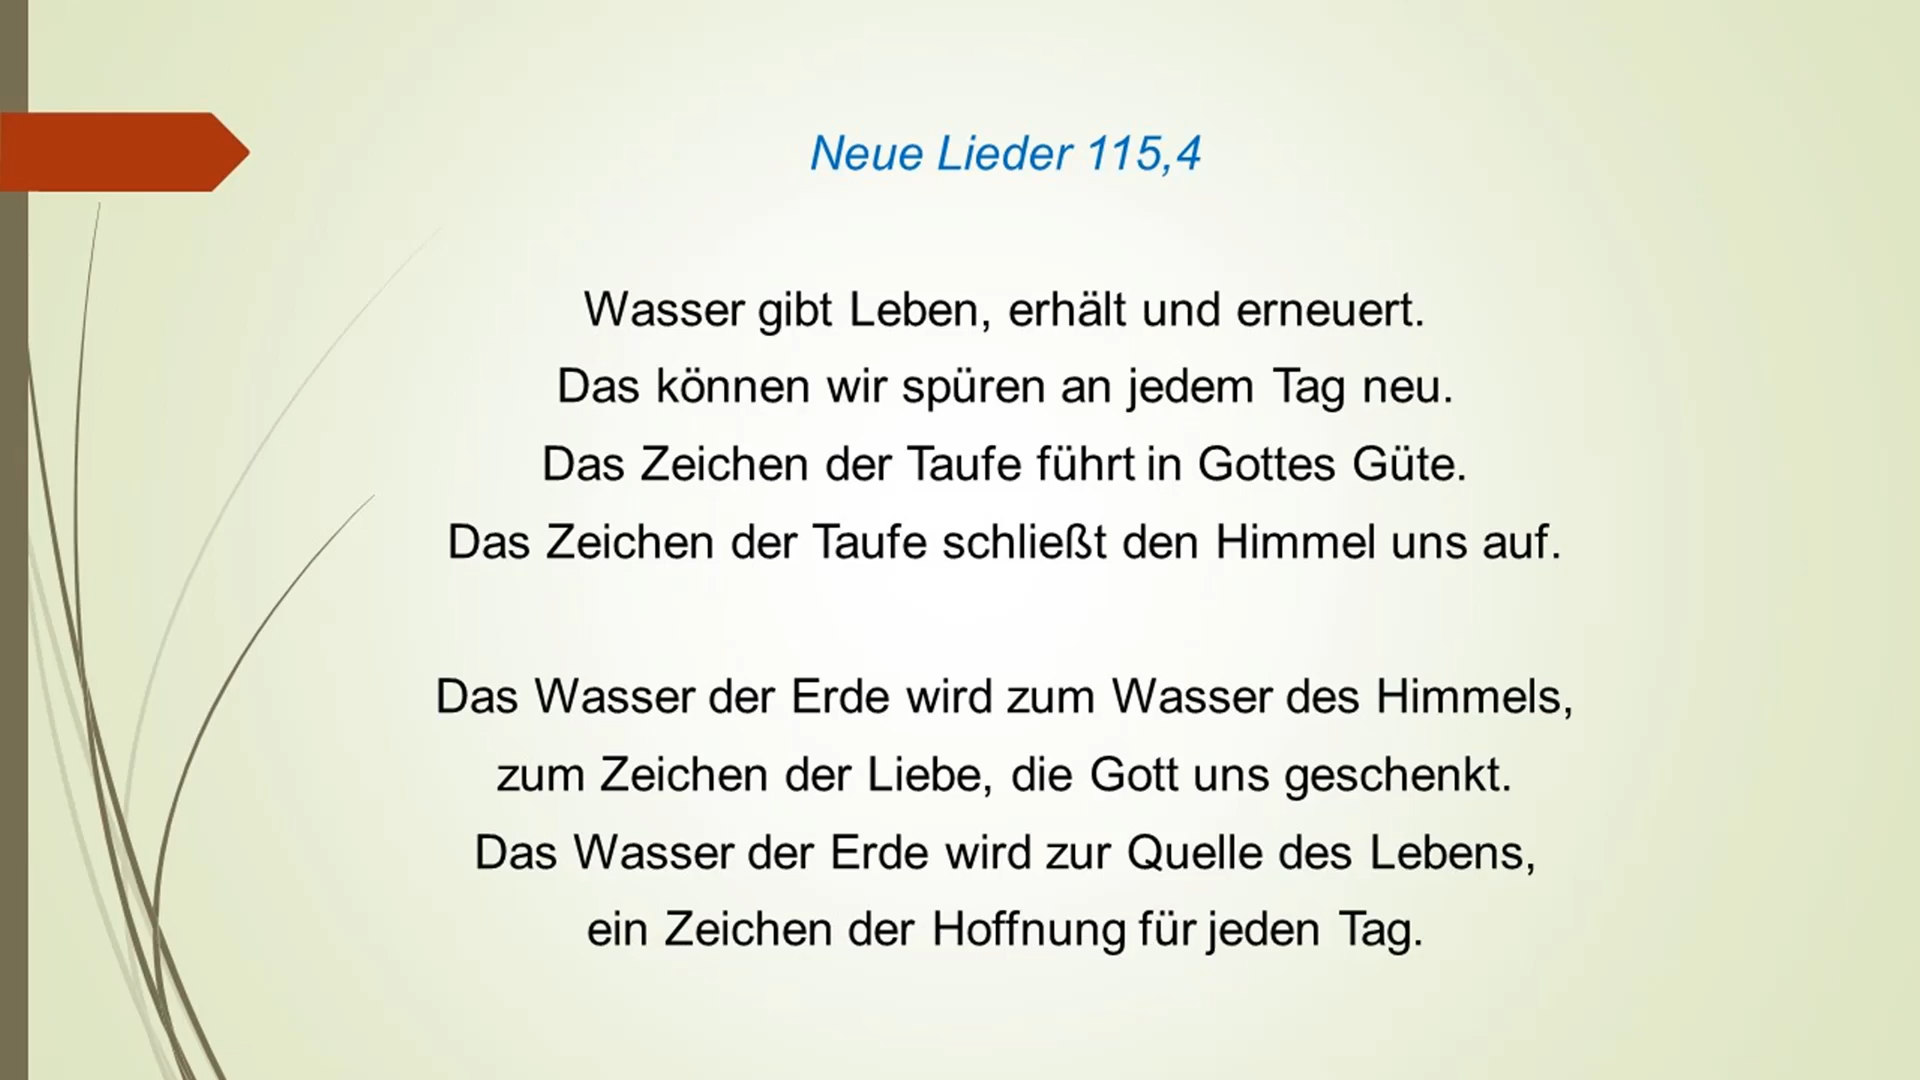 Neue Lieder 115,4
Wasser gibt Leben, erhält und erneuert.
Das können wir spüren an jedem Tag neu.
Das Zeichen der Taufe führt in Gottes Güte.
Das Zeichen der Taufe schließt den Himmel uns auf.
Das Wasser der Erde wird zum Wasser des Himmels,
zum Zeichen der Liebe, die Gott uns geschenkt.
Das Wasser der Erde wird zur Quelle des Lebens,
ein Zeichen der Hoffnung für jeden Tag.